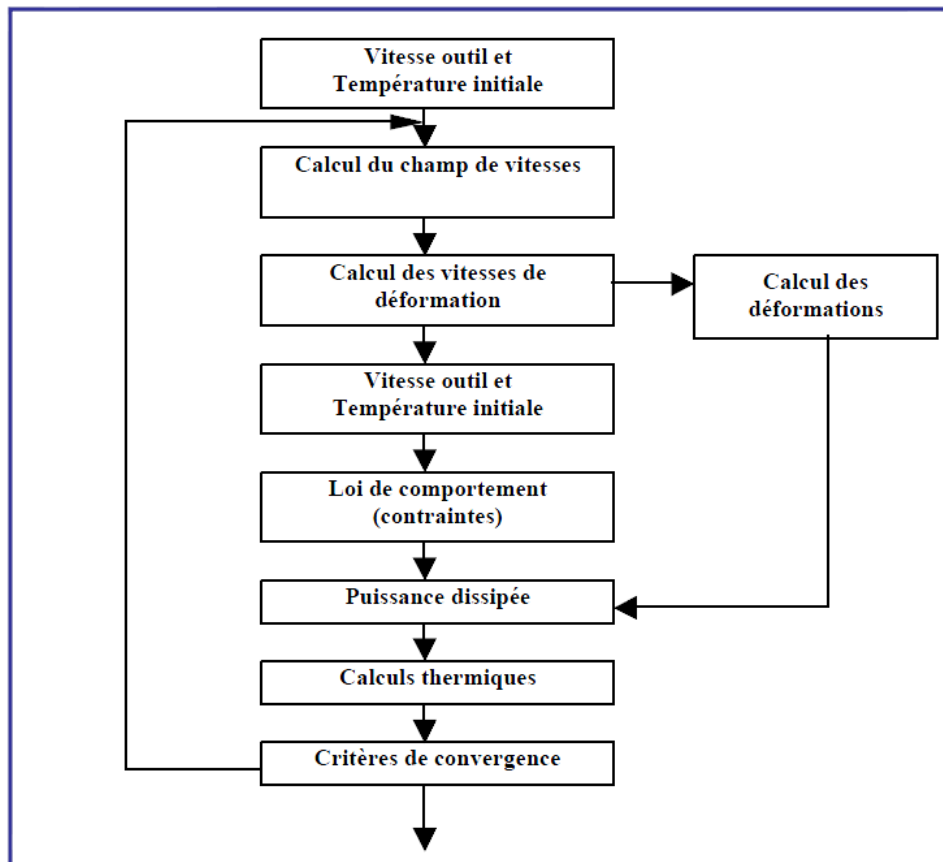 Vitesse outil et
Température initiale
Calcul du champ de vitesses
Calcul des vitesses de
déformation
Calcul des
déformations
Vitesse outil et
Température initiale
Loi de comportement
(contraintes)
Puissance dissipée
Calculs thermiques
Critères de convergence